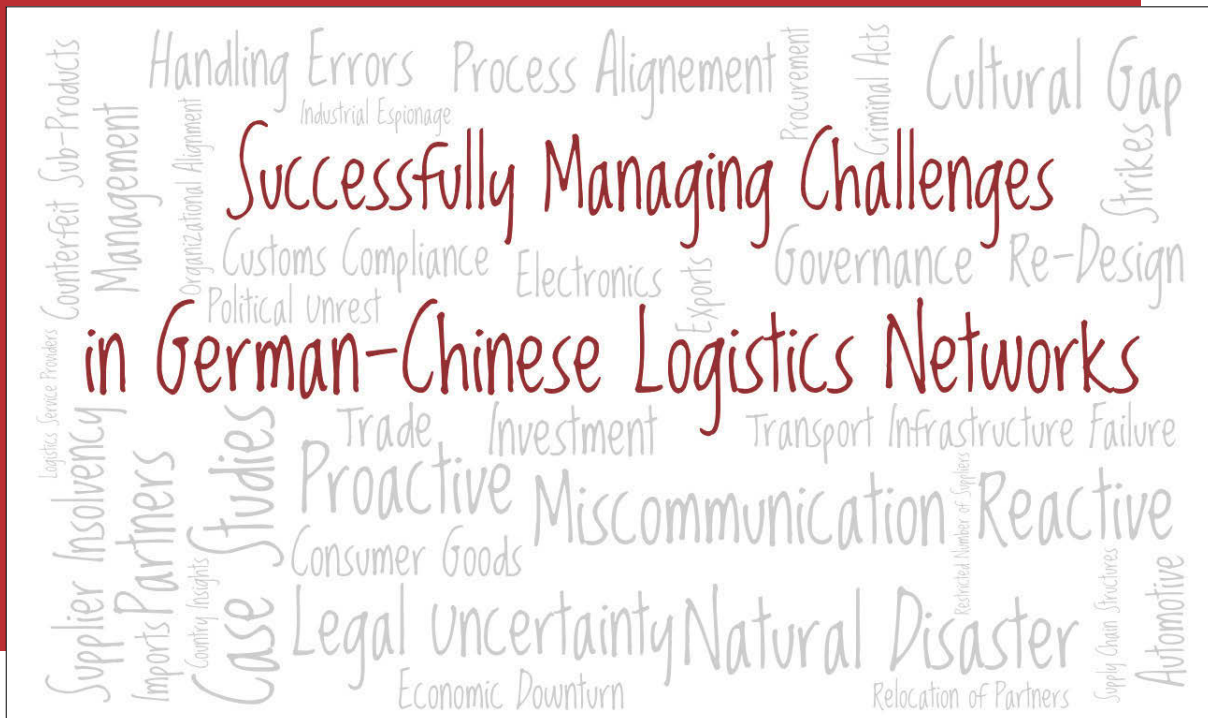 Handling Errors
Process Alignement
Cultural Gap
Industrial Espionage
Procurement
Criminal Acts
Counterfeit Sub-Products
Management
Organizational Alignment
Strikes
Successfully Managing Challenges
Customs Compliance
Electronics
Exports
Governance Re-Design
Political Unrest
in German-Chinese Logistics Networks
Logistics Service Providers
Trade
Investment
Transport Infrastructure Failure
Supplier Insolvency
Partners
Imports
Country Insights
Case Studies
Proactive
Miscommunication
Restricted Number of Suppliers
Reactive
Consumer Goods
Legal Uncertainty
Natural Disaster
Supply Chain Structures
Automotive
Economic Downturn
Relocation of Partners